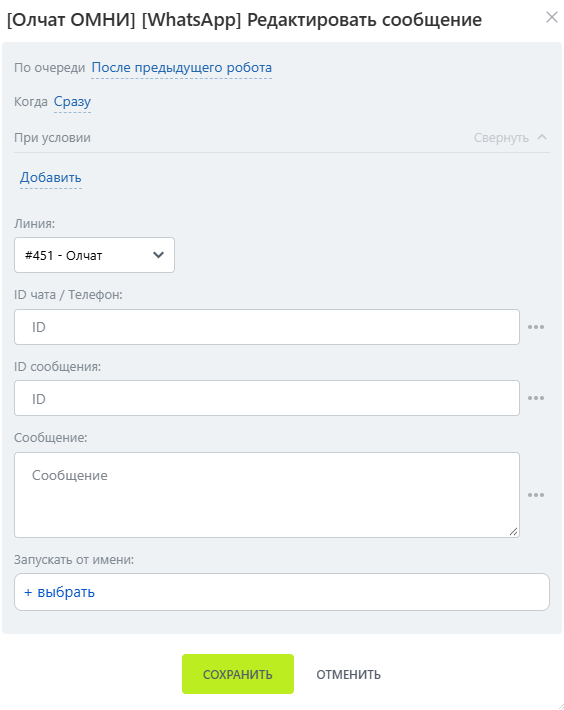 [Олчат ОМНИ] [WhatsApp] Редактировать сообщение
По очереди После предыдущего робота
Когда Сразу
При условии Свернуть
Добавить
Линия:
#451 - Олчат
ID чата / Телефон:
ID
ID сообщения:
ID
Сообщение:
Сообщение
Запускать от имени:
+ выбрать
СОХРАНИТЬ ОТМЕНИТЬ